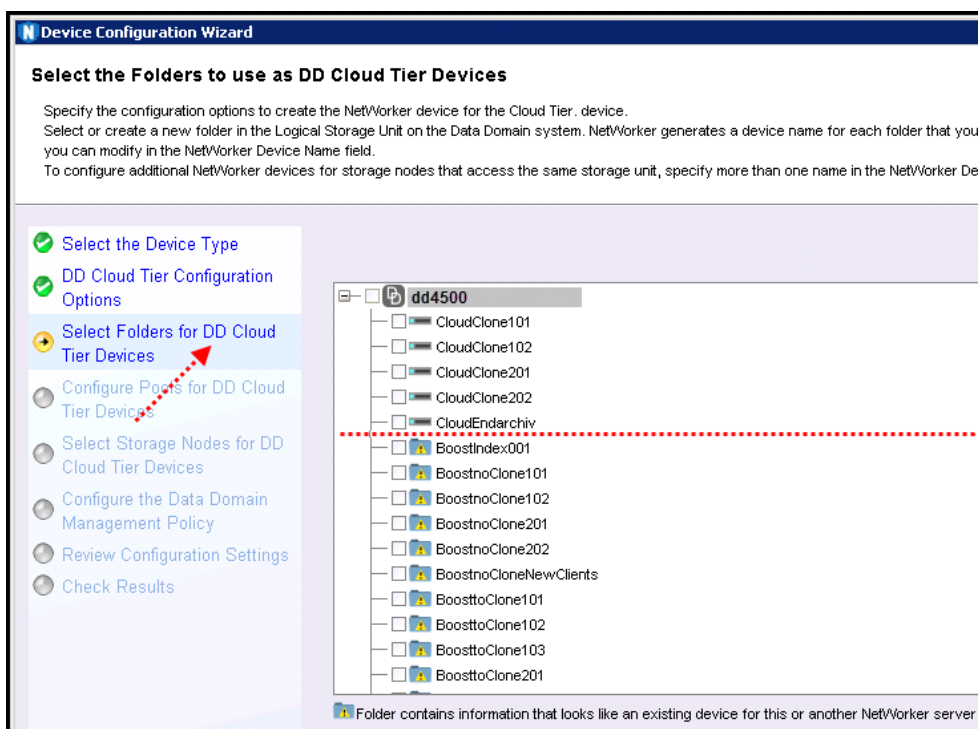 Device Configuration Wizard
Select the Folders to use as DD Cloud Tier Devices
Specify the configuration options to create the NetWorker device for the Cloud Tier. device.
Select or create a new folder in the Logical Storage Unit on the Data Domain system. NetWorker generates a device name for each folder that you
you can modify in the NetWorker Device Name field.
To configure additional NetWorker devices for storage nodes that access the same storage unit, specify more than one name in the NetWorker De
Select the Device Type
DD Cloud Tier Configuration
Options
Select Folders for DD Cloud
Tier Devices
Configure Pools for DD Cloud
Tier Devices
Select Storage Nodes for DD
Cloud Tier Devices
Configure the Data Domain
Management Policy
Review Configuration Settings
Check Results
dd4500
CloudClone101
CloudClone102
CloudClone201
CloudClone202
CloudEndarchiv
BoostIndex001
BoostnoClone101
BoostnoClone102
BoostnoClone201
BoostnoClone202
BoostnoCloneNewClients
BoosttoClone101
BoosttoClone102
BoosttoClone103
BoosttoClone201
Folder contains information that looks like an existing device for this or another NetWorker server